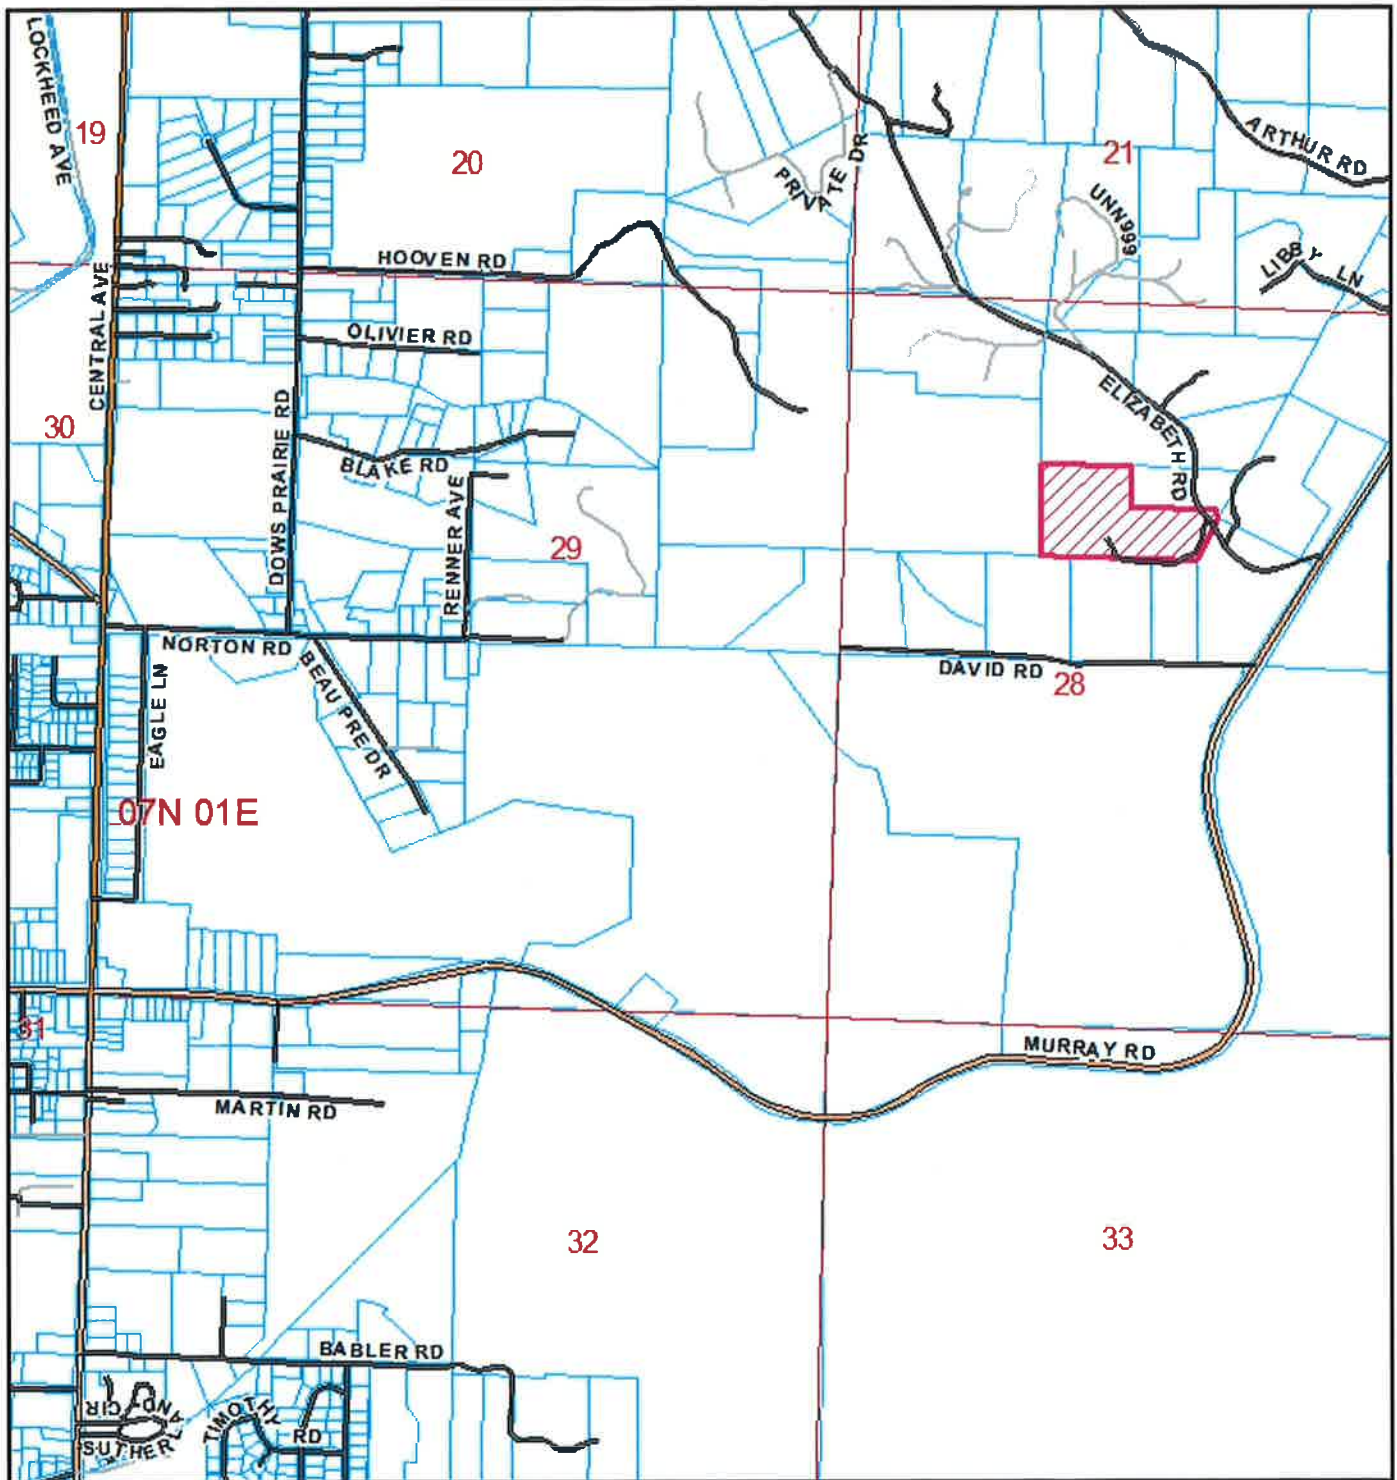 LOCKHEED AVE
19
20
21
ARTHUR RD
PRIVATE DR
UNN999
LIBBY LN
HOOVEN RD
OLIVIER RD
CENTRAL AVE
30
DOWS PRAIRIE RD
BLAKE RD
RENNER AVE
ELIZABETH RD
29
NORTON RD
EAGLE LN
BEAU PRE DR
DAVID RD
28
07N 01E
31
MURRAY RD
MARTIN RD
32
33
BABLER RD
SUTHERLAND CIR
TIMOTHY RD